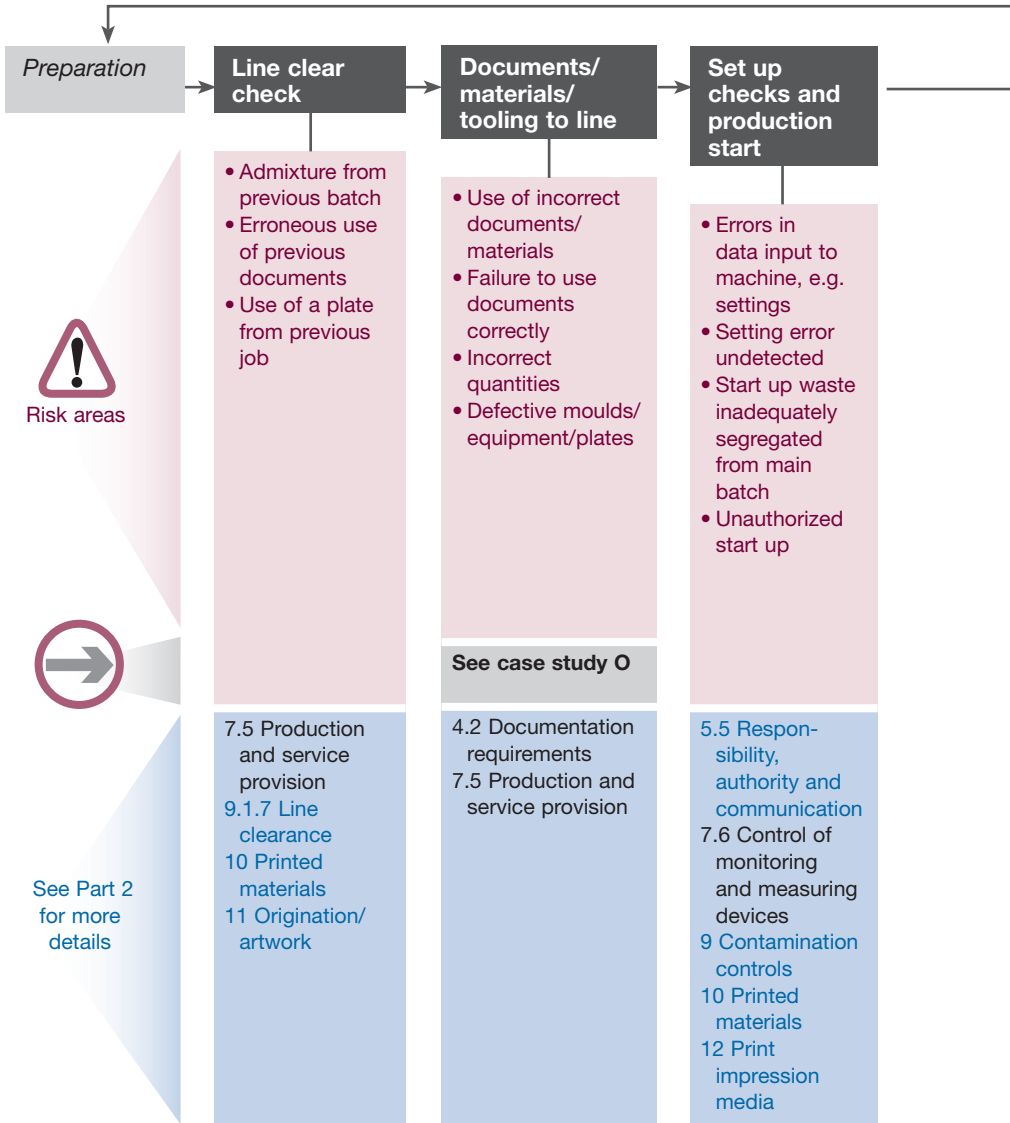 Preparation
Line clear
check
Documents/
materials/
tooling to line
Set up
checks and
production
start
Risk areas
• Admixture from
previous batch
• Erroneous use
of previous
documents
• Use of a plate
from previous
job
• Use of incorrect
documents/
materials
• Failure to use
documents
correctly
• Incorrect
quantities
• Defective moulds/
equipment/plates
• Errors in
data input to
machine, e.g.
settings
• Setting error
undetected
• Start up waste
inadequately
segregated
from main
batch
• Unauthorized
start up
See case study O
See Part 2
for more
details
7.5 Production
and service
provision
9.1.7 Line
clearance
10 Printed
materials
11 Origination/
artwork
4.2 Documentation
requirements
7.5 Production and
service provision
5.5 Respon-
sibility,
authority and
communication
7.6 Control of
monitoring
and measuring
devices
9 Contamination
controls
10 Printed
materials
12 Print
impression
media